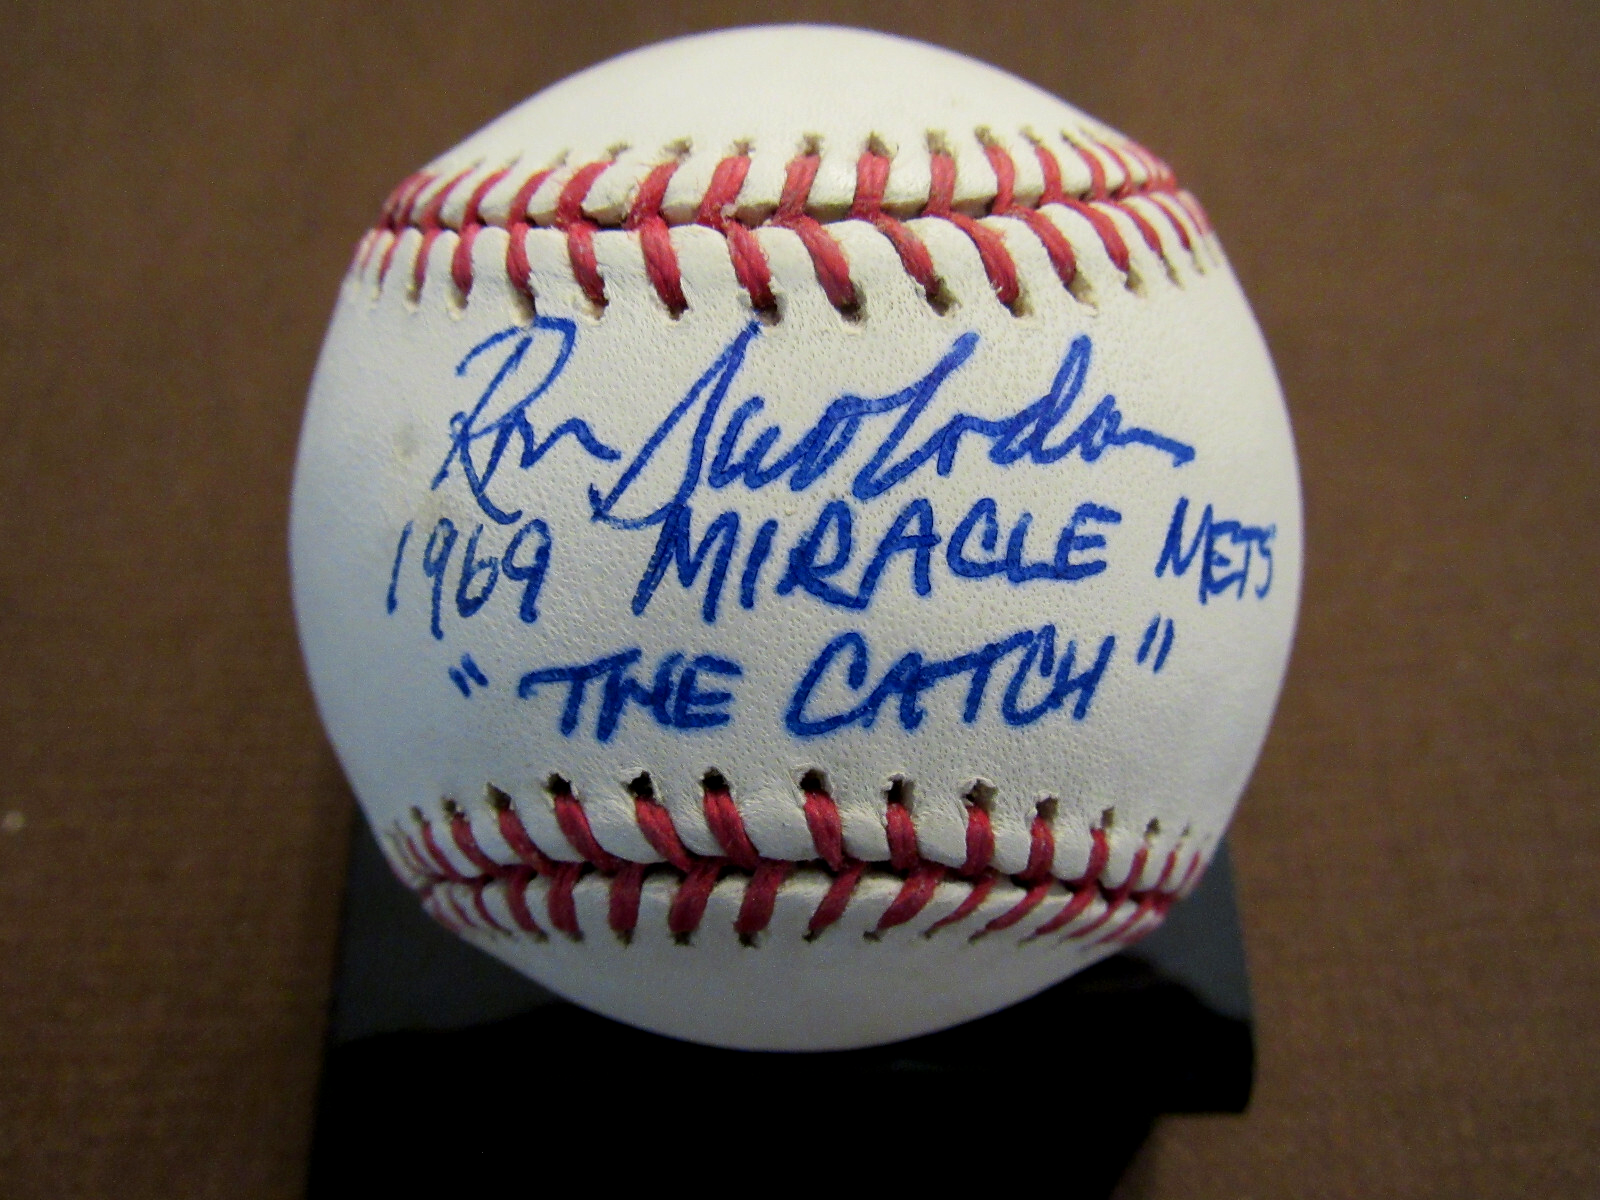 Ron Swoboda
1969 MIRACLE METS
"THE CATCH"